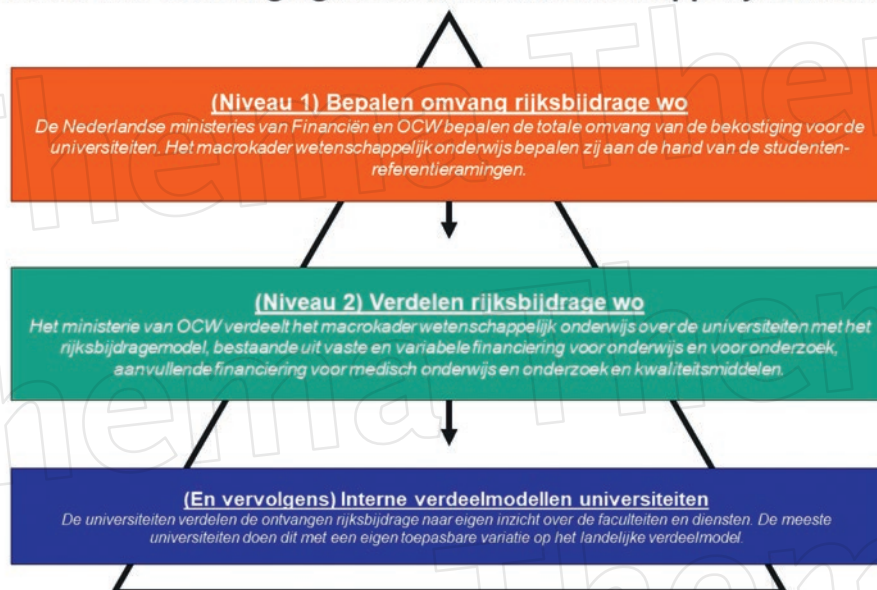 (Niveau 1) Bepalen omvang rijksbijdrage wo
De Nederlandse ministeries van Financiën en OCW bepalen de totale omvang van de bekostiging voor de
universiteiten. Het macrokader wetenschappelijk onderwijs bepalen zij aan de hand van de studenten-
referentieramingen.
(Niveau 2) Verdelen rijksbijdrage wo
Het ministerie van OCW verdeelt het macrokader wetenschappelijk onderwijs over de universiteiten met het
rijksbijdragemodel, bestaande uit vaste en variabele financiering voor onderwijs en voor onderzoek,
aanvullende financiering voor medisch onderwijs en onderzoek en kwaliteitsmiddelen.
(En vervolgens) Interne verdeelmodellen universiteiten
De universiteiten verdelen de ontvangen rijksbijdrage naar eigen inzicht over de faculteiten en diensten. De meeste
universiteiten doen dit met een eigen toepasbare variatie op het landelijke verdeelmodel.
Thema